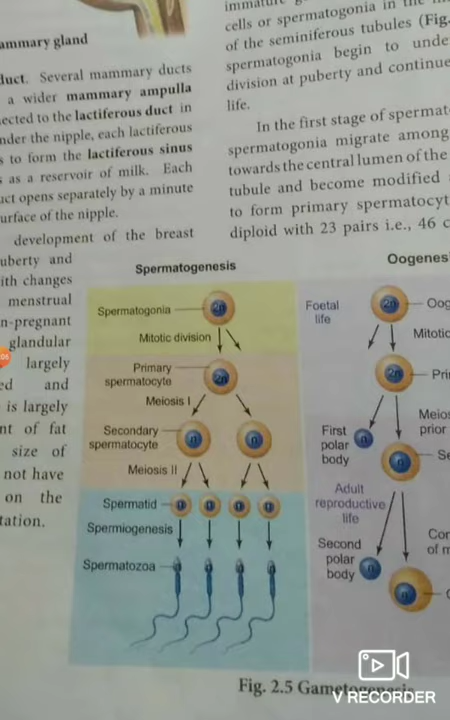 immature
ammary gland
cells or spermatogonia in the
of the seminiferous tubules (Fig.
spermatogonia begin to unde
division at puberty and continue
life.
duct. Several mammary ducts
a wider mammary ampulla
nected to the lactiferous duct in
nder the nipple, each lactiferous
s to form the lactiferous sinus
s as a reservoir of milk. Each
uct opens separately by a minute
urface of the nipple.
In the first stage of spermat
spermatogonia migrate among
towards the central lumen of the
tubule and become modified
to form primary spermatocyt
diploid with 23 pairs i.e., 46 c
development of the breast
uberty and
ith changes
menstrual
n-pregnant
glandular
largely
ed and
is largely
nt of fat
size of
not have
on the
tation.
Spermatogenesis
Spermatogonia
2n
Mitotic division
Primary
spermatocyte
2n
Meiosis I
Secondary
spermatocyte
n n
Meiosis II
Spermatid
n n n n
Spermiogenesis
Spermatozoa
Oogenes
Foetal
life
2n
Oog
Mitotic
2n
Pri
Meios
prior
First
polar
body
n
n
Se
Adult
reproductive
life
Second
polar
body
n
n
Con
of m
Fig. 2.5 Gametogenesis
V RECORDER